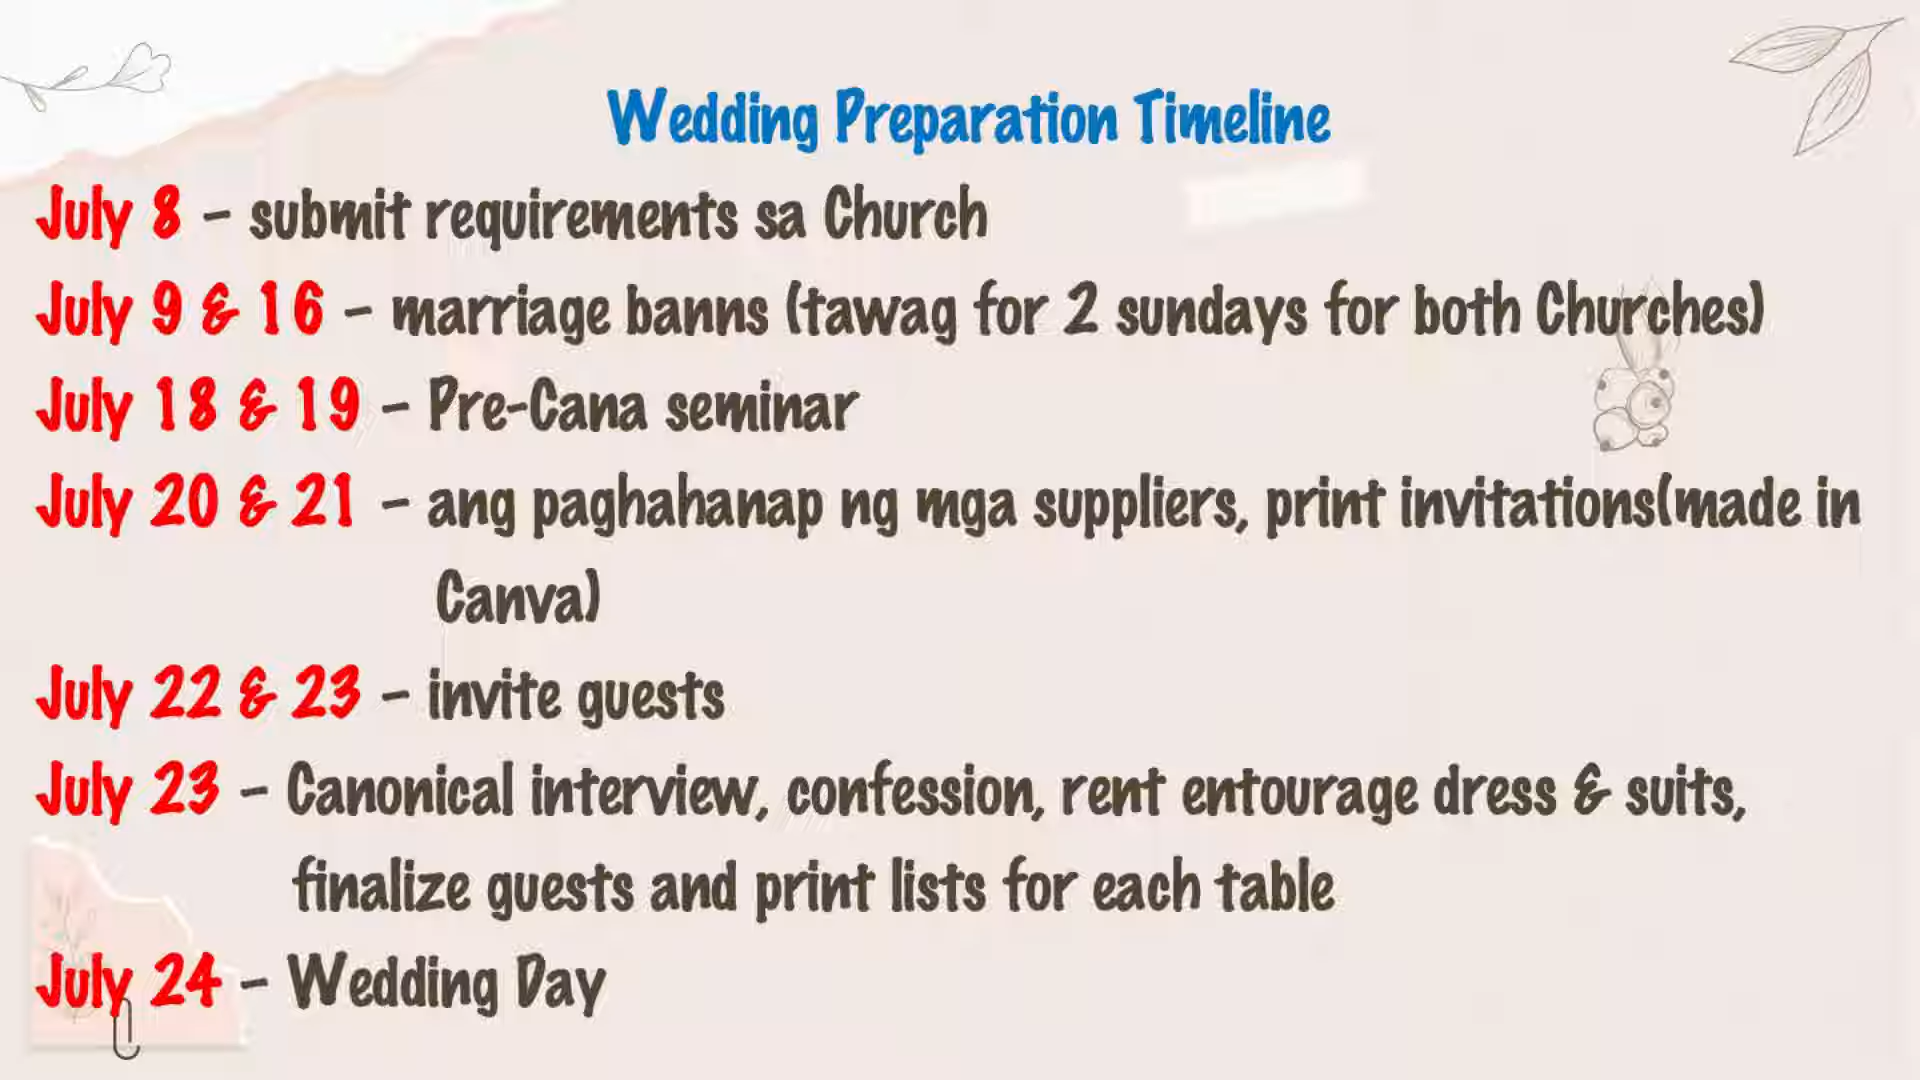 Wedding Preparation Timeline
July 8 – submit requirements sa Church
July 9 & 16 – marriage banns (tawag for 2 sundays for both Churches)
July 18 & 19 – Pre-Cana seminar
July 20 & 21 – ang paghahanap ng mga suppliers, print invitations(made in
Canva)
July 22 & 23 – invite guests
July 23 – Canonical interview, confession, rent entourage dress & suits,
finalize guests and print lists for each table
July 24 – Wedding Day